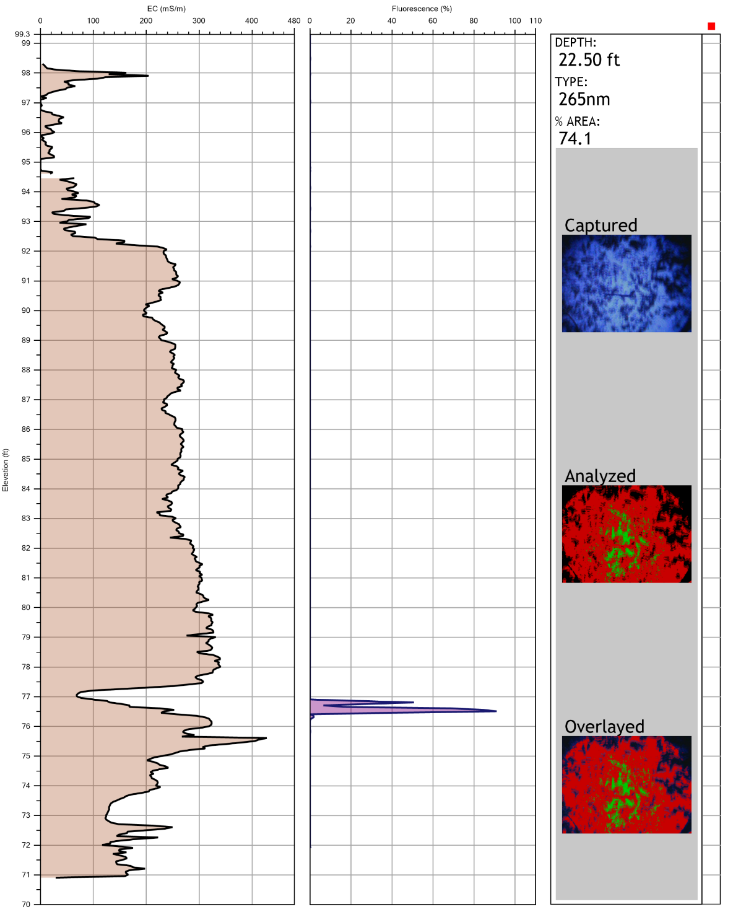 EC (mS/m) Fluorescence (%)
0 100 200 300 400 480 0 20 40 60 80 100 110
99.3
99
98
97
96
95
94
93
92
91
90
89
88
87
86
85
84
83
82
81
80
79
78
77
76
75
74
73
72
71
70
Elevation (ft)
DEPTH:
22.50 ft
TYPE:
265nm
% AREA:
74.1
Captured
Analyzed
Overlayed